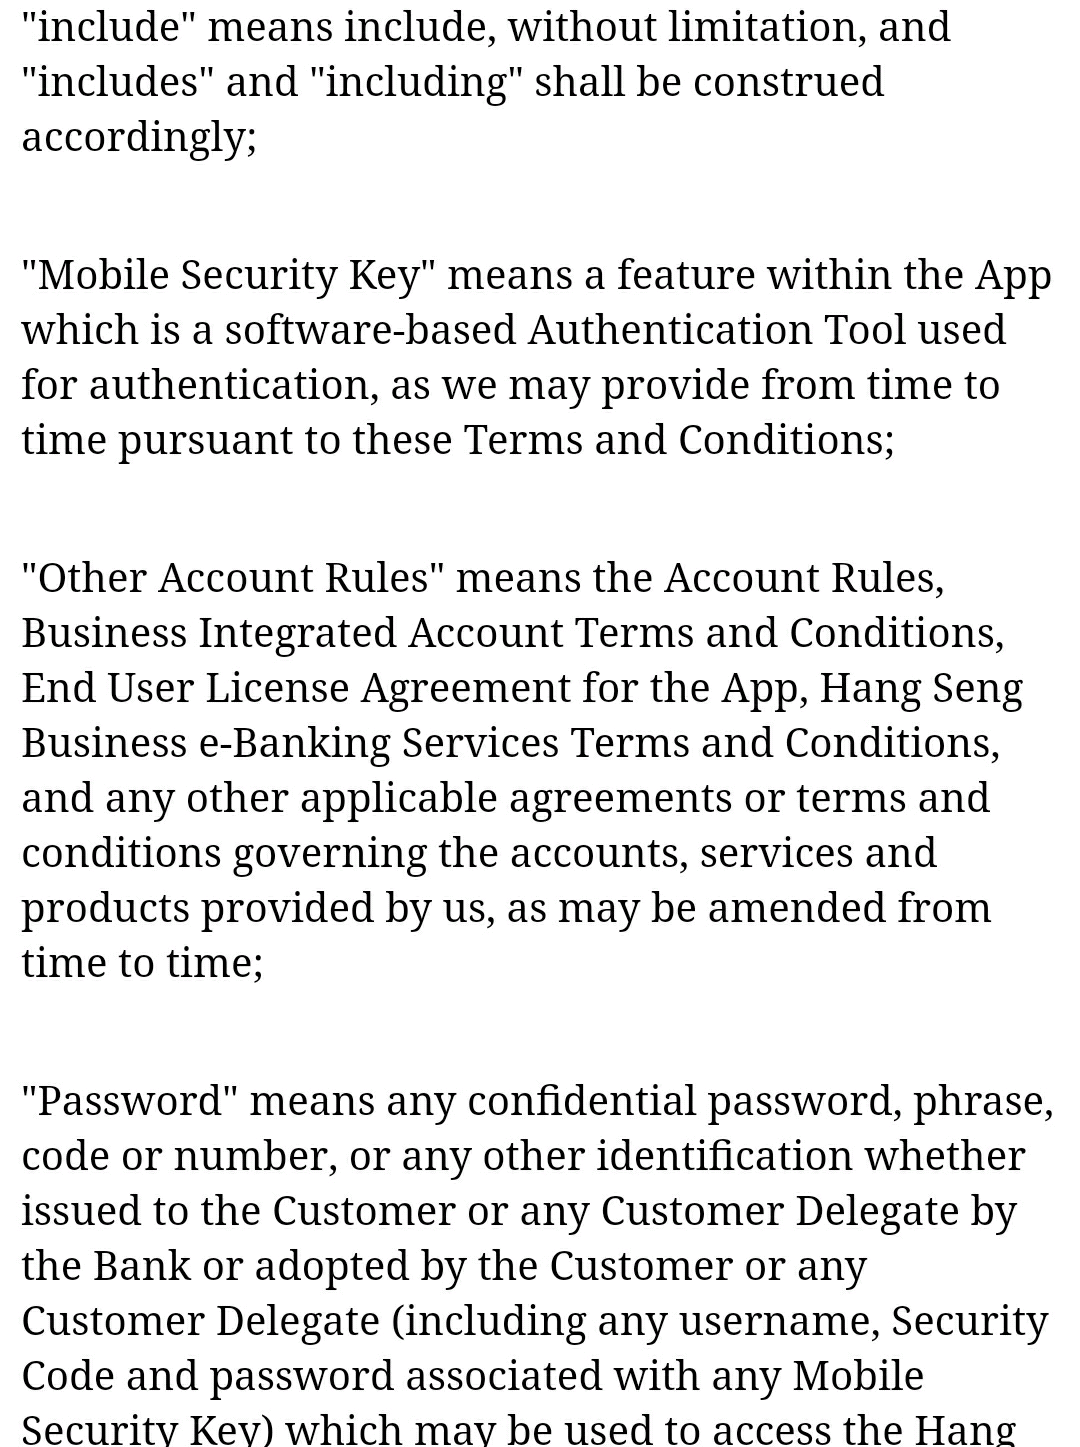 "include" means include, without limitation, and
"includes" and "including" shall be construed
accordingly;
"Mobile Security Key" means a feature within the App
which is a software-based Authentication Tool used
for authentication, as we may provide from time to
time pursuant to these Terms and Conditions;
"Other Account Rules" means the Account Rules,
Business Integrated Account Terms and Conditions,
End User License Agreement for the App, Hang Seng
Business e-Banking Services Terms and Conditions,
and any other applicable agreements or terms and
conditions governing the accounts, services and
products provided by us, as may be amended from
time to time;
"Password" means any confidential password, phrase,
code or number, or any other identification whether
issued to the Customer or any Customer Delegate by
the Bank or adopted by the Customer or any
Customer Delegate (including any username, Security
Code and password associated with any Mobile
Security Key) which may be used to access the Hang